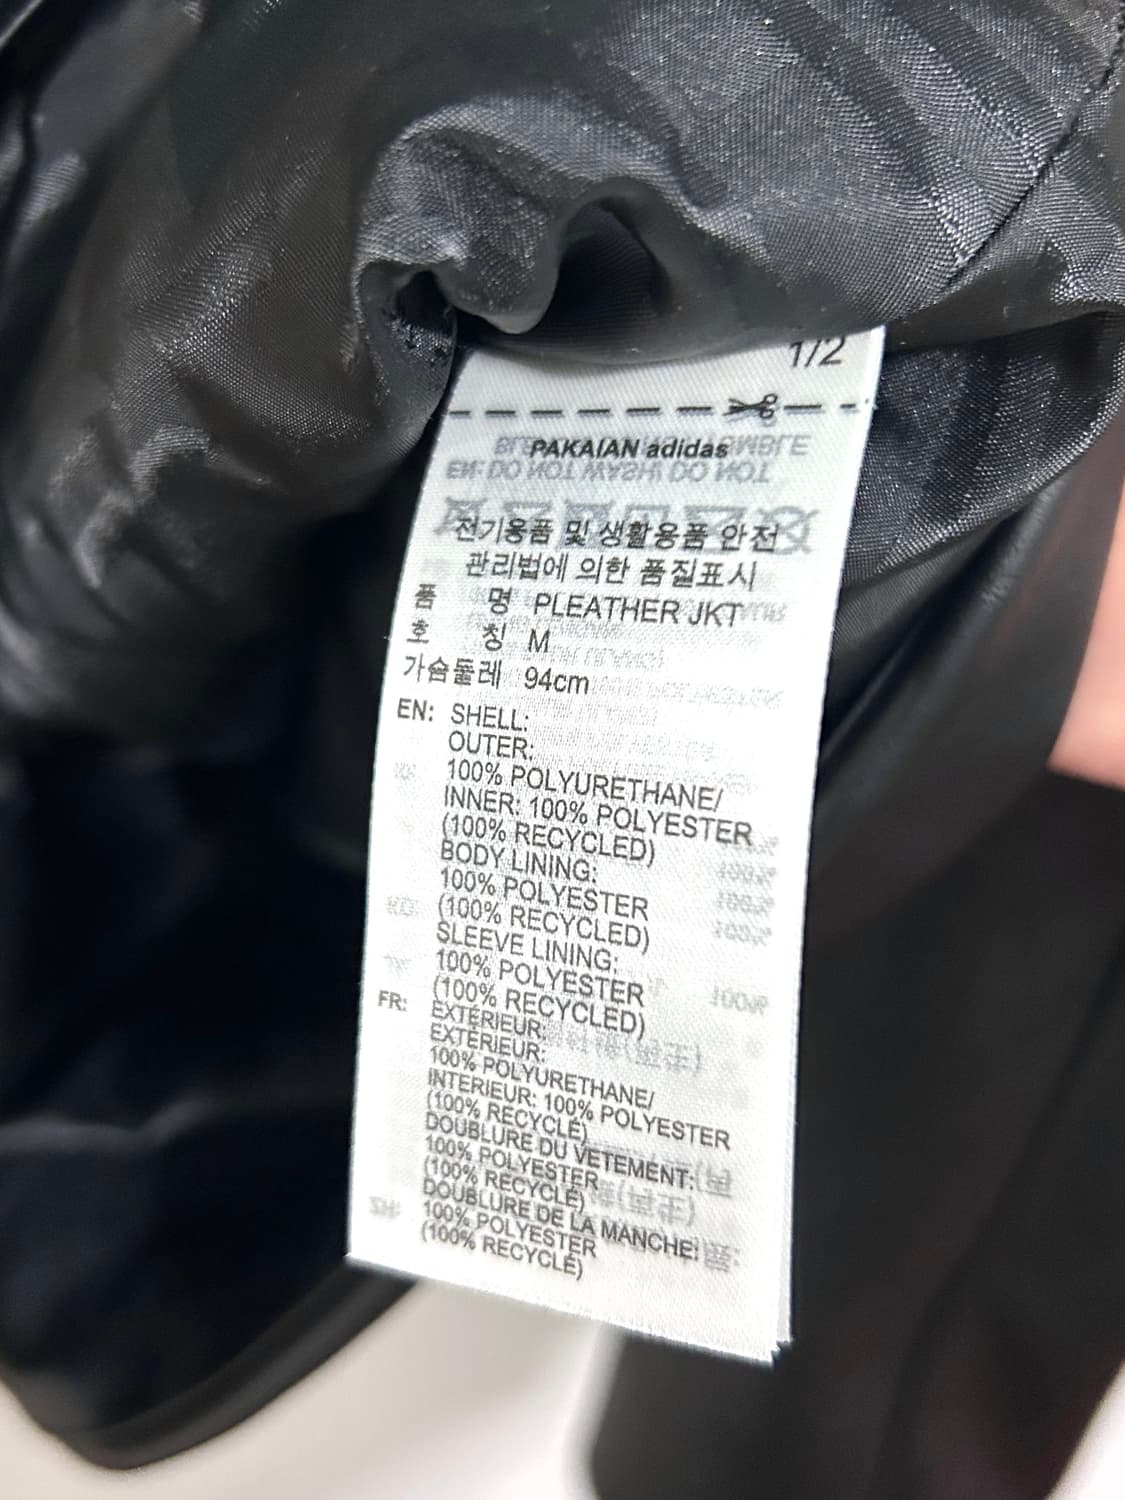 1/2
PAKAIAN adidas
전기용품 및 생활용품 안전
관리법에 의한 품질표시
품 명 PLEATHER JKT
호 칭 M
가슴둘레 94cm
EN: SHELL:
OUTER:
100% POLYURETHANE/
INNER: 100% POLYESTER
(100% RECYCLED)
BODY LINING:
100% POLYESTER
(100% RECYCLED)
SLEEVE LINING:
100% POLYESTER
(100% RECYCLED)
FR: EXTÉRIEUR:
EXTÉRIEUR:
100% POLYURETHANE/
INTERIEUR: 100% POLYESTER
(100% RECYCLÉ)
DOUBLURE DU VETEMENT:
100% POLYESTER
(100% RECYCLÉ)
DOUBLURE DE LA MANCHE:
100% POLYESTER
(100% RECYCLÉ)